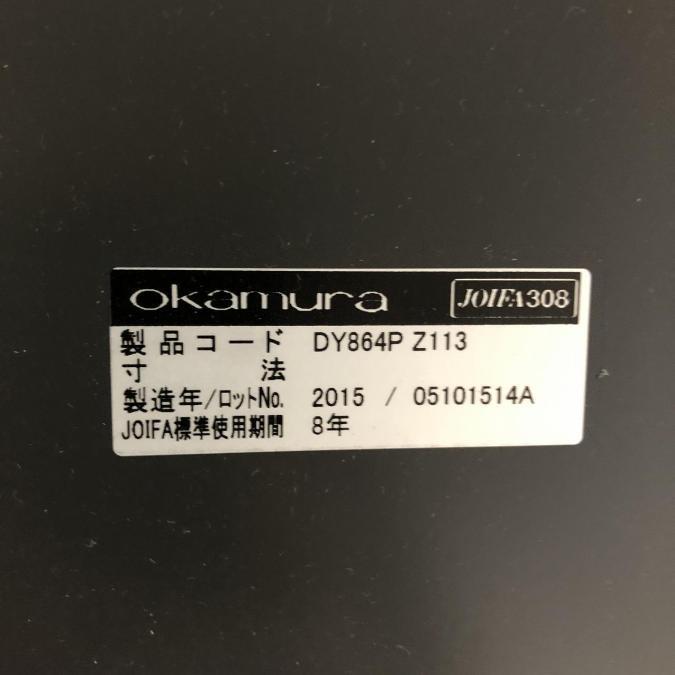 okamura JOIFA308
製品コード DY864P Z113
寸法
製造年/ロットNo. 2015 / 05101514A
JOIFA標準使用期間 8年